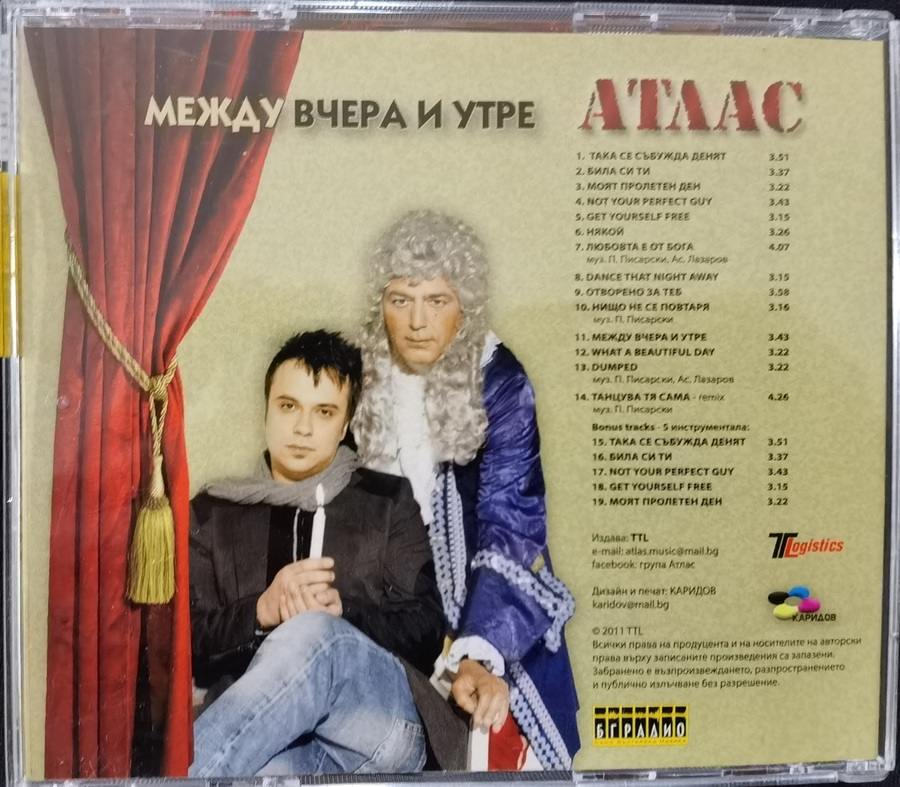 МЕЖДУ ВЧЕРА И УТРЕ
АТЛАС
1. ТАКА СЕ СЪБУЖДА ДЕНЯТ 3.51
2. БИЛА СИ ТИ 3.37
3. МОЯТ ПРОЛЕТЕН ДЕН 3.22
4. NOT YOUR PERFECT GUY 3.43
5. GET YOURSELF FREE 3.15
6. НЯКОЙ 3.26
7. ЛЮБОВТА Е ОТ БОГА 4.07
муз. П. Писарски, Ас. Лазаров
8. DANCE THAT NIGHT AWAY 3.15
9. ОТВОРЕНО ЗА ТЕБ 3.58
10. НИЩО НЕ СЕ ПОВТАРЯ 3.16
муз. П. Писарски
11. МЕЖДУ ВЧЕРА И УТРЕ 3.43
12. WHAT A BEAUTIFUL DAY 3.22
13. DUMPED 3.22
муз. П. Писарски, Ас. Лазаров
14. ТАНЦУВА ТЯ САМА - remix 4.26
муз. П. Писарски
Bonus tracks - 5 инструментала:
15. ТАКА СЕ СЪБУЖДА ДЕНЯТ 3.51
16. БИЛА СИ ТИ 3.37
17. NOT YOUR PERFECT GUY 3.43
18. GET YOURSELF FREE 3.15
19. МОЯТ ПРОЛЕТЕН ДЕН 3.22
Издава: TTL
e-mail: atlas.music@mail.bg
facebook: група Атлас
TTLogistics
Дизайн и печат: КАРИДОВ
karidov@mail.bg
КАРИДОВ
© 2011 TTL
Всички права на продуцента и на носителите на авторски
права върху записаните произведения са запазени.
Забранено е възпроизвеждането, разпространението
и публично излъчване без разрешение.
БГРАДИО